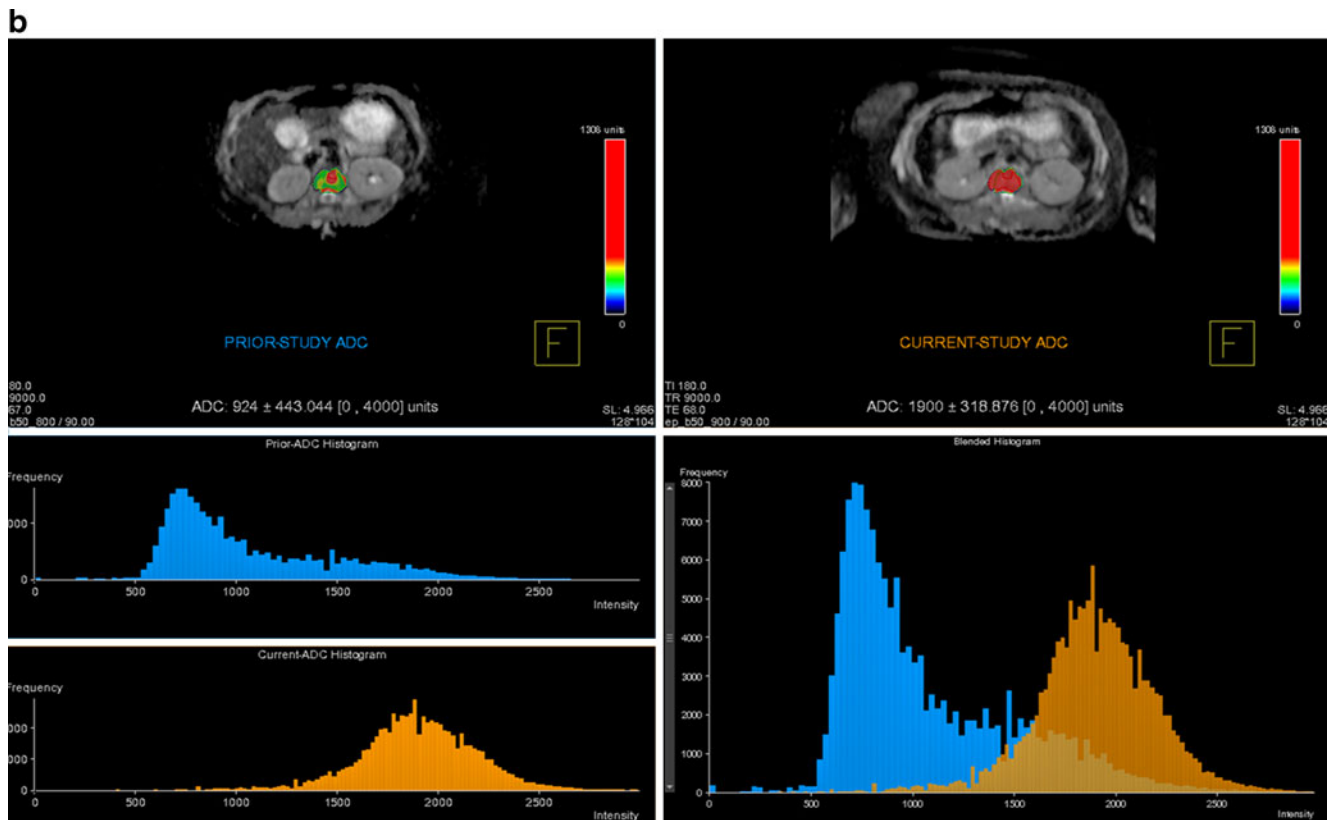 b
1306 units
0
PRIOR-STUDY ADC
F
80.0
9000.0
67.0
b50_800 / 90.00
ADC: 924 ± 443.044 [0 , 4000] units
SL: 4.966
128*104
1306 units
0
CURRENT-STUDY ADC
F
TI 180.0
TR 9000.0
TE 68.0
ep_b50_900 / 90.00
ADC: 1900 ± 318.876 [0 , 4000] units
SL: 4.966
128*104
Prior-ADC Histogram
Frequency
000
0
0 500 1000 1500 2000 2500
Intensity
Current-ADC Histogram
Frequency
000
000
0
0 500 1000 1500 2000 2500
Intensity
Blended Histogram
Frequency
8000
7000
6000
5000
4000
3000
2000
1000
0
0 500 1000 1500 2000 2500
Intensity